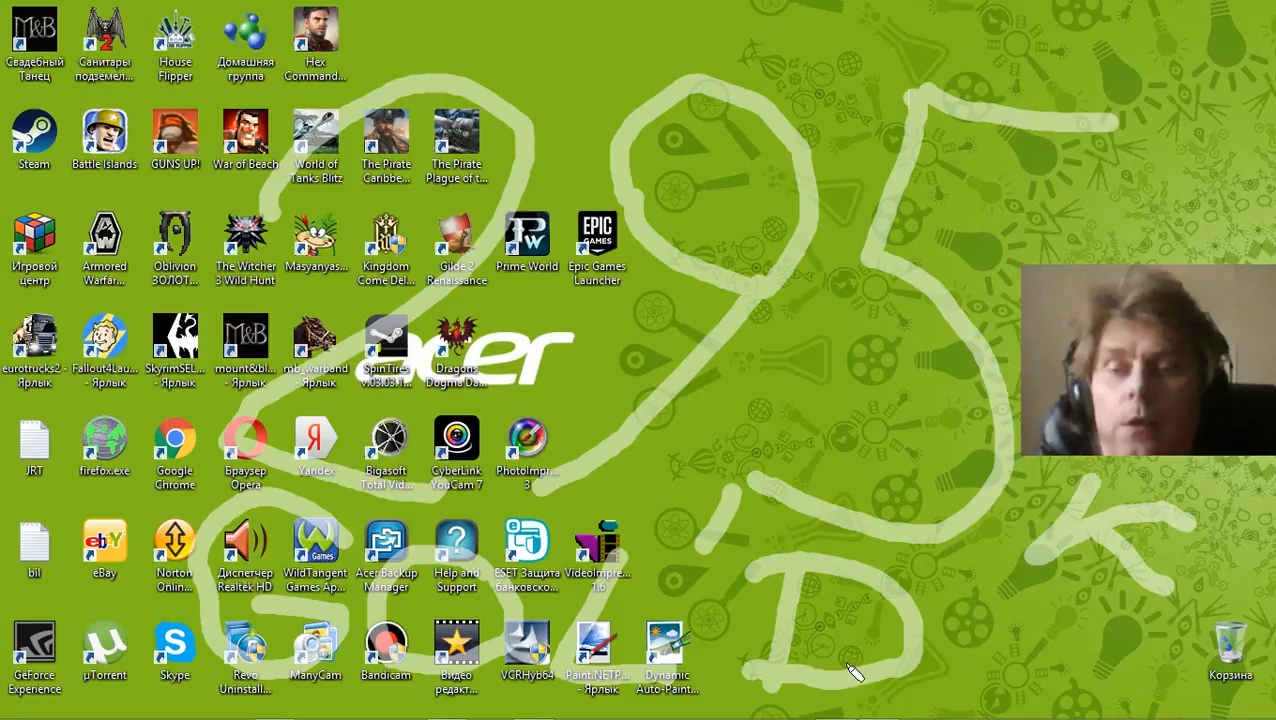 Свадебный Танец
Санитары подземел...
House Flipper
Домашняя группа
Hex Command...
Steam
Battle Islands
GUNS UP!
War of Beach
World of Tanks Blitz
The Pirate Caribbe...
The Pirate Plague of t...
Игровой центр
Armored Warfar...
Oblivion ЗОЛОТ...
The Witcher 3 Wild Hunt
Masyanyas...
Kingdom Come Del...
Gilde 2 Renaissance
Prime World
Epic Games Launcher
eurotrucks2 - Ярлык
Fallout4Lau... - Ярлык
SkyrimSEL... - Ярлык
mount&bl... - Ярлык
mb_warband - Ярлык
SpinTires
Dragons Dogma Da...
acer
JRT
firefox.exe
Google Chrome
Браузер Opera
Yandex
Bigasoft Total Vid...
CyberLink YouCam 7
PhotoImpr... 3
295,K
bil
eBay
Norton Onlin...
Диспетчер Realtek HD
WildTangent Games Ap...
Acer Backup Manager
Help and Support
ESET Защита банковско...
VideoImpre... 1.6
GOLD
GeForce Experience
µTorrent
Skype
Revo Uninstall...
ManyCam
Bandicam
Видео редакт...
VCRHyb64
Paint.NETP... - Ярлык
Dynamic Auto-Paint...
Корзина